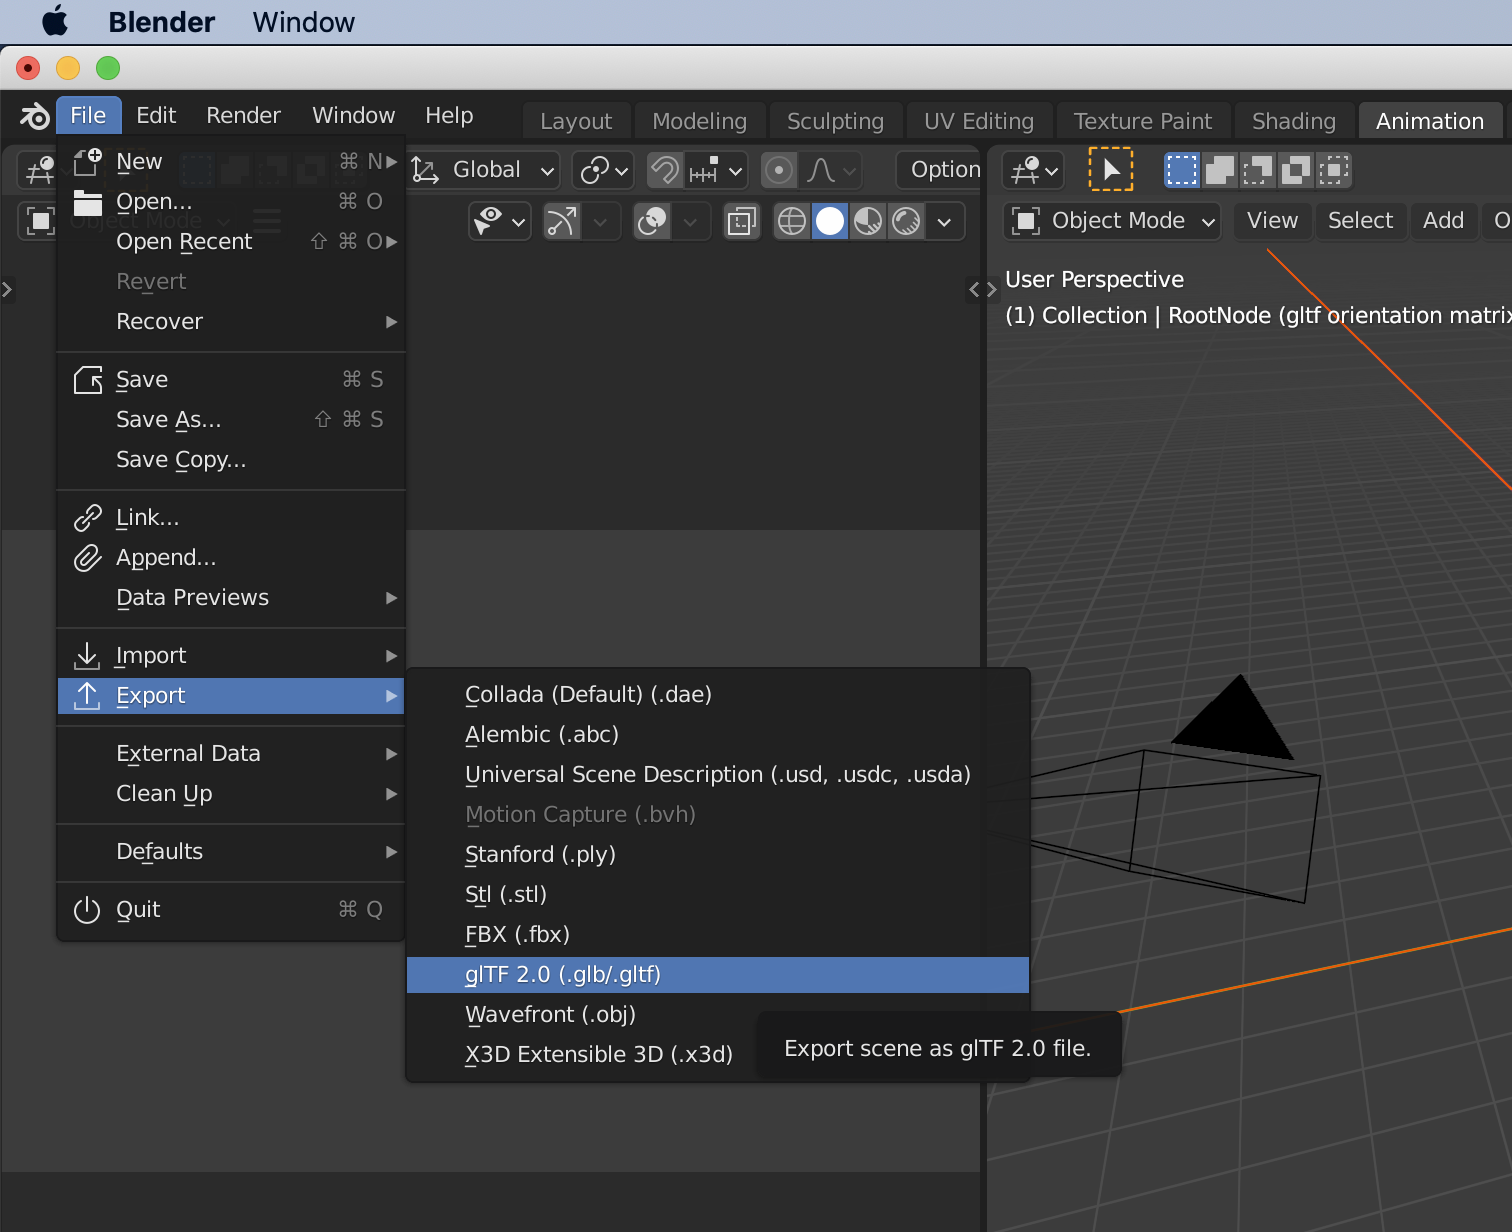 Blender Window
File Edit Render Window Help Layout Modeling Sculpting UV Editing Texture Paint Shading Animation
New ⌘ N
Open... ⌘ O
Open Recent ⇧ ⌘ O
Revert
Recover
Save ⌘ S
Save As... ⇧ ⌘ S
Save Copy...
Link...
Append...
Data Previews
Import
Export
External Data
Clean Up
Defaults
Quit ⌘ Q
Object Mode
Global Option
Collada (Default) (.dae)
Alembic (.abc)
Universal Scene Description (.usd, .usdc, .usda)
Motion Capture (.bvh)
Stanford (.ply)
Stl (.stl)
FBX (.fbx)
glTF 2.0 (.glb/.gltf)
Wavefront (.obj)
X3D Extensible 3D (.x3d)
Export scene as glTF 2.0 file.
Object Mode View Select Add O
User Perspective
(1) Collection | RootNode (gltf orientation matrix